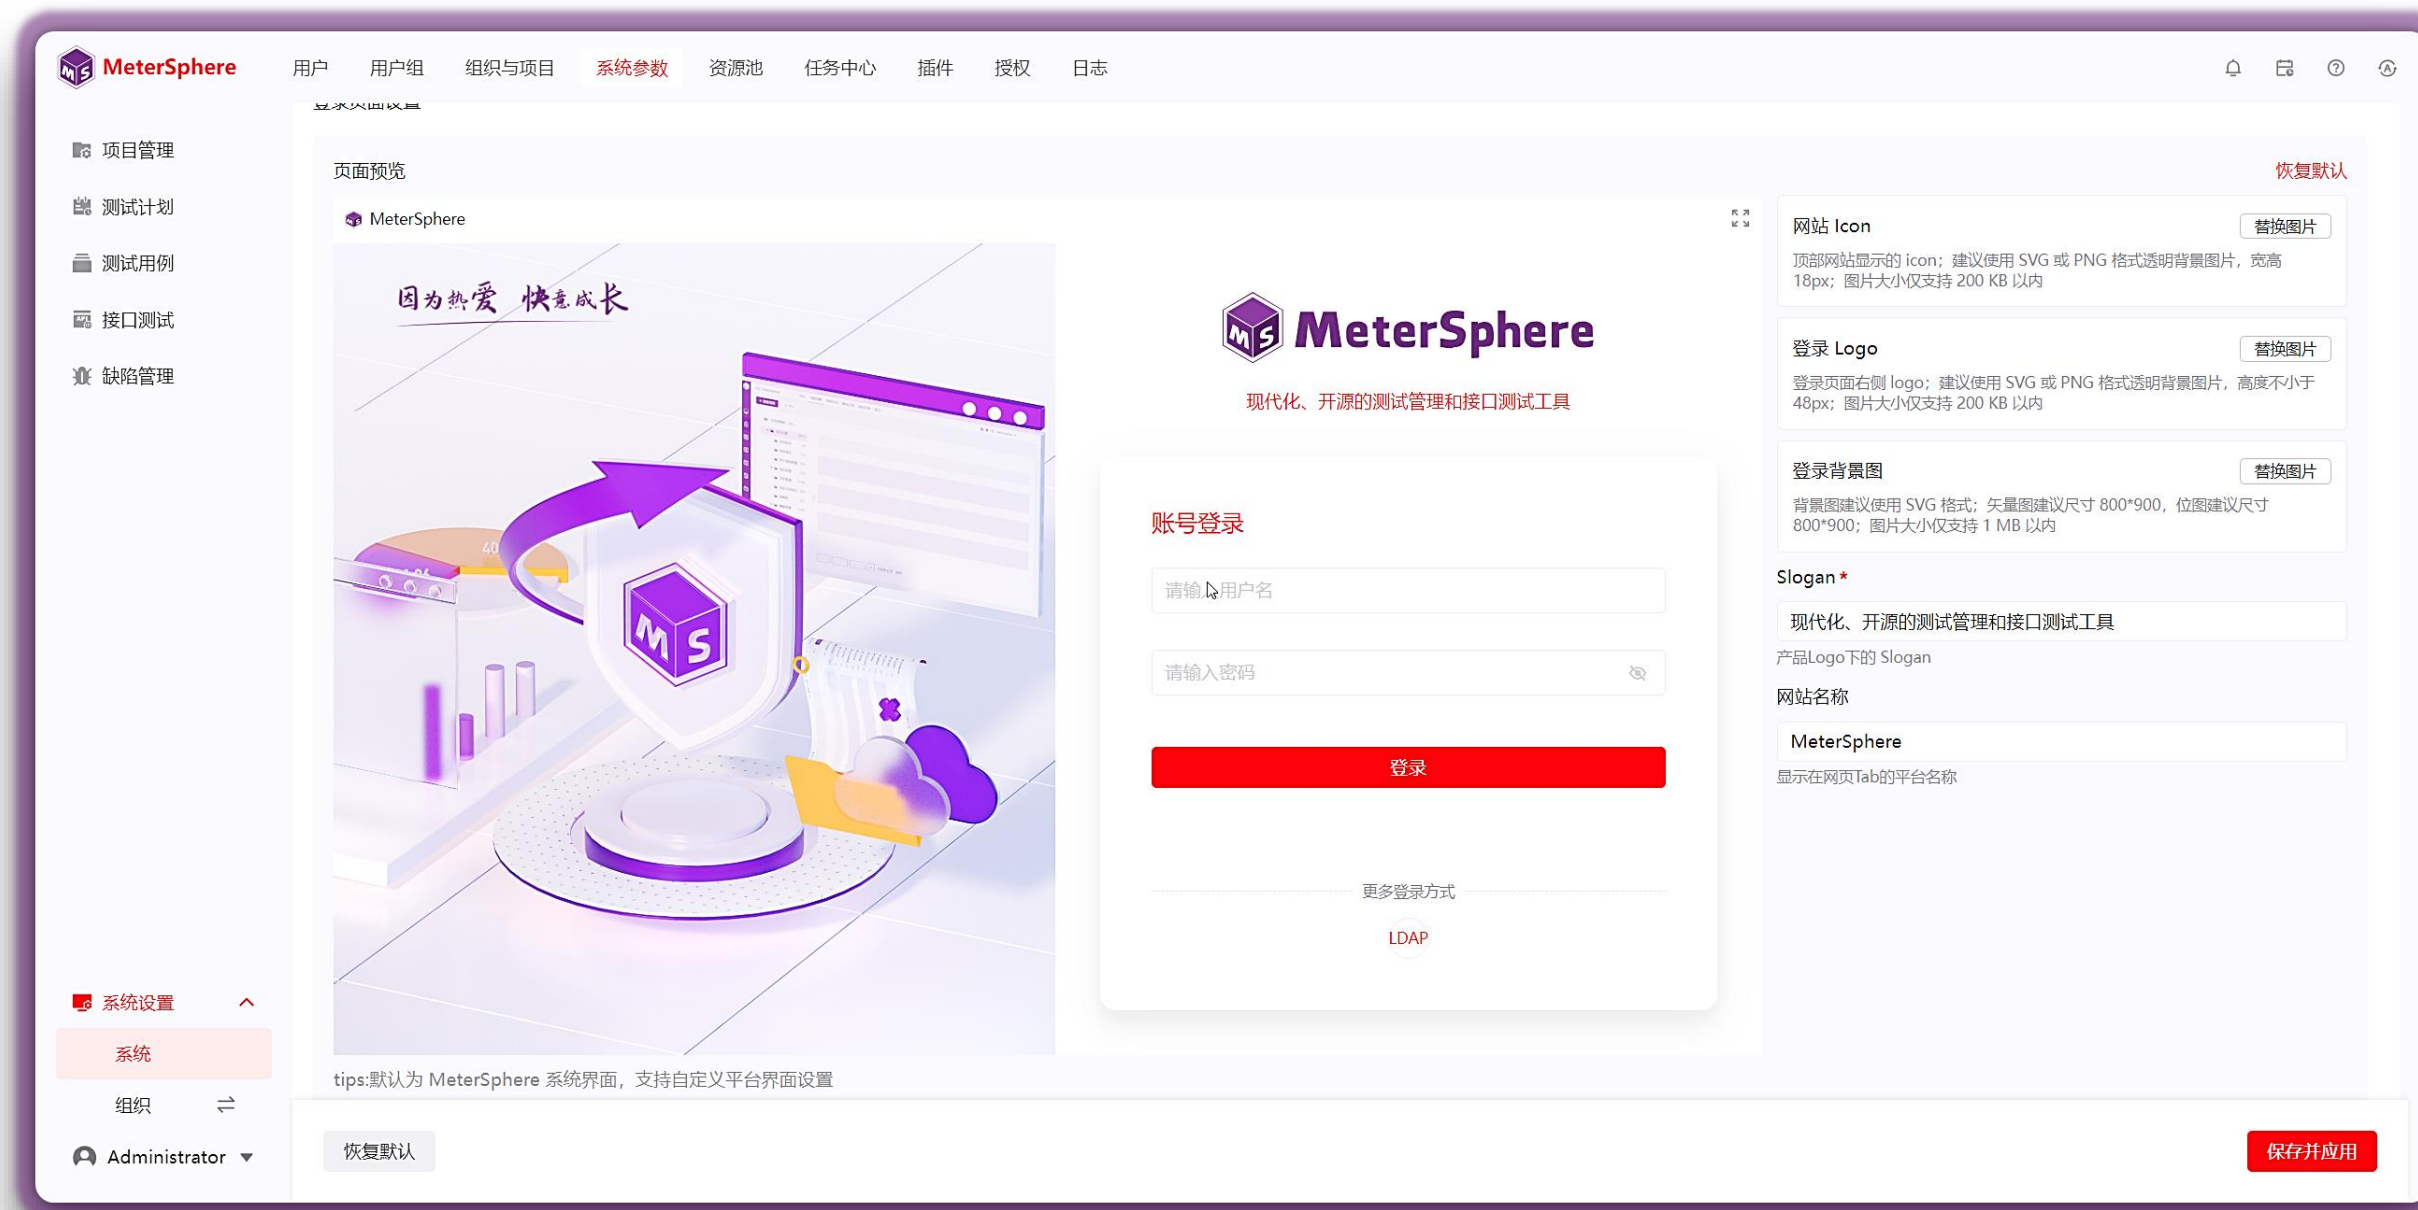 MeterSphere
用户 用户组 组织与项目 系统参数 资源池 任务中心 插件 授权 日志
登录页面设置
项目管理
测试计划
测试用例
接口测试
缺陷管理
系统设置
系统
组织
Administrator
页面预览
恢复默认
MeterSphere
因为热爱 快意成长
MS
40
MeterSphere
现代化、开源的测试管理和接口测试工具
账号登录
请输入用户名
请输入密码
登录
更多登录方式
LDAP
tips:默认为 MeterSphere 系统界面，支持自定义平台界面设置
网站 Icon
替换图片
顶部网站显示的 icon；建议使用 SVG 或 PNG 格式透明背景图片，宽高
18px；图片大小仅支持 200 KB 以内
登录 Logo
替换图片
登录页面右侧 logo；建议使用 SVG 或 PNG 格式透明背景图片，高度不小于
48px；图片大小仅支持 200 KB 以内
登录背景图
替换图片
背景图建议使用 SVG 格式；矢量图建议尺寸 800*900，位图建议尺寸
800*900；图片大小仅支持 1 MB 以内
Slogan *
现代化、开源的测试管理和接口测试工具
产品Logo下的 Slogan
网站名称
MeterSphere
显示在网页Tab的平台名称
恢复默认
保存并应用